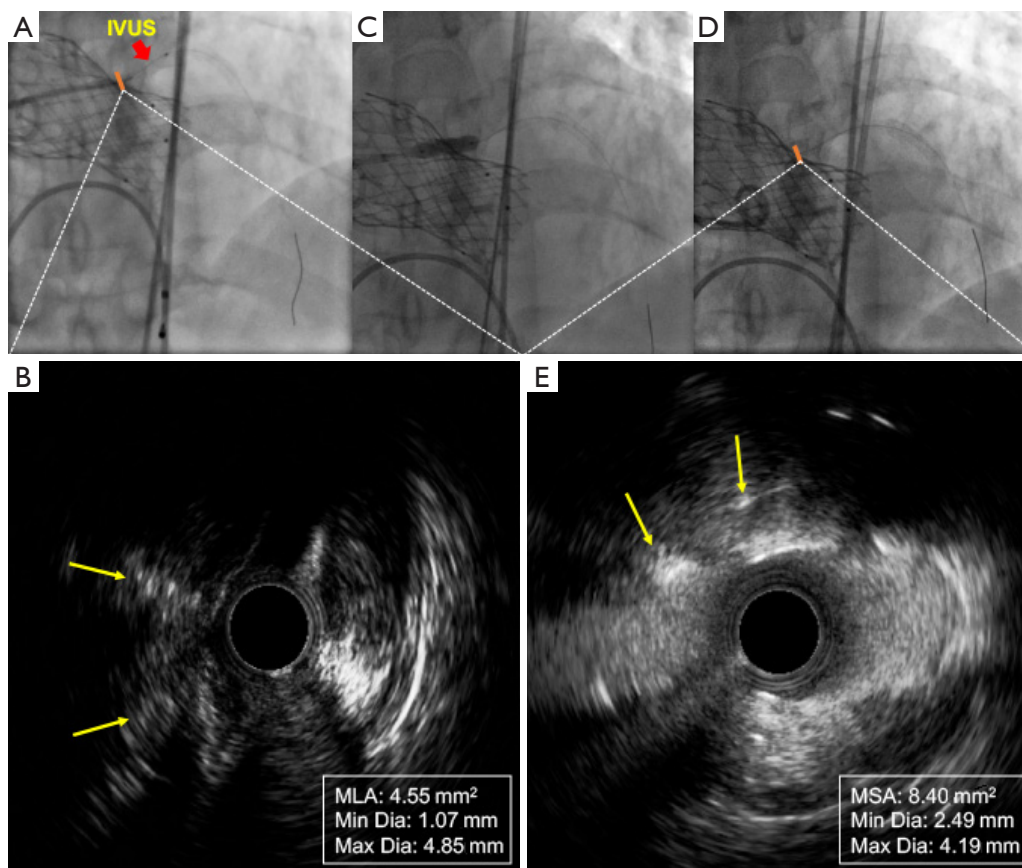 A
IVUS
C
D
B
MLA: 4.55 mm²
Min Dia: 1.07 mm
Max Dia: 4.85 mm
E
MSA: 8.40 mm²
Min Dia: 2.49 mm
Max Dia: 4.19 mm